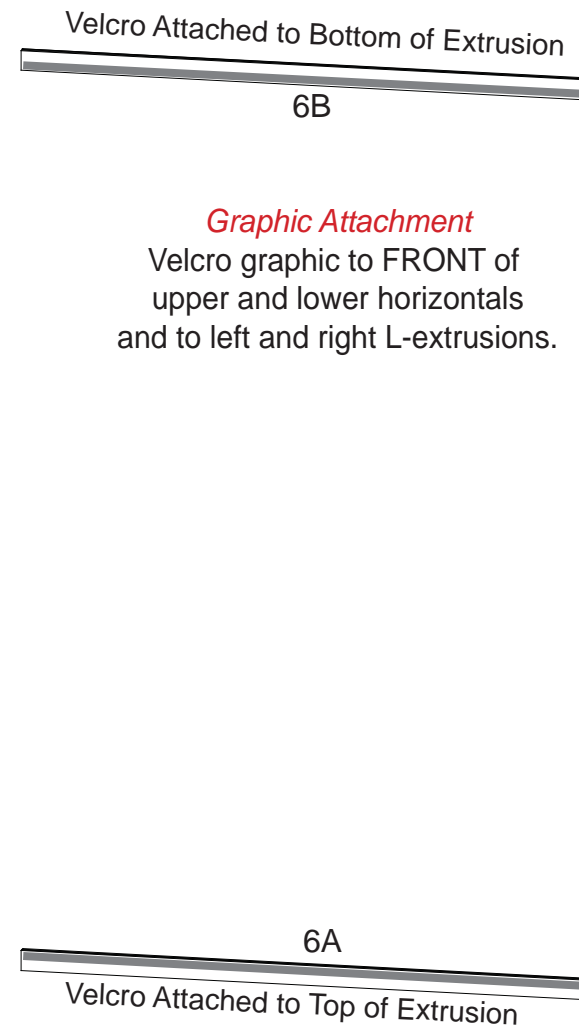 Velcro Attached to Bottom of Extrusion
6B
Graphic Attachment
Velcro graphic to FRONT of
upper and lower horizontals
and to left and right L-extrusions.
6A
Velcro Attached to Top of Extrusion